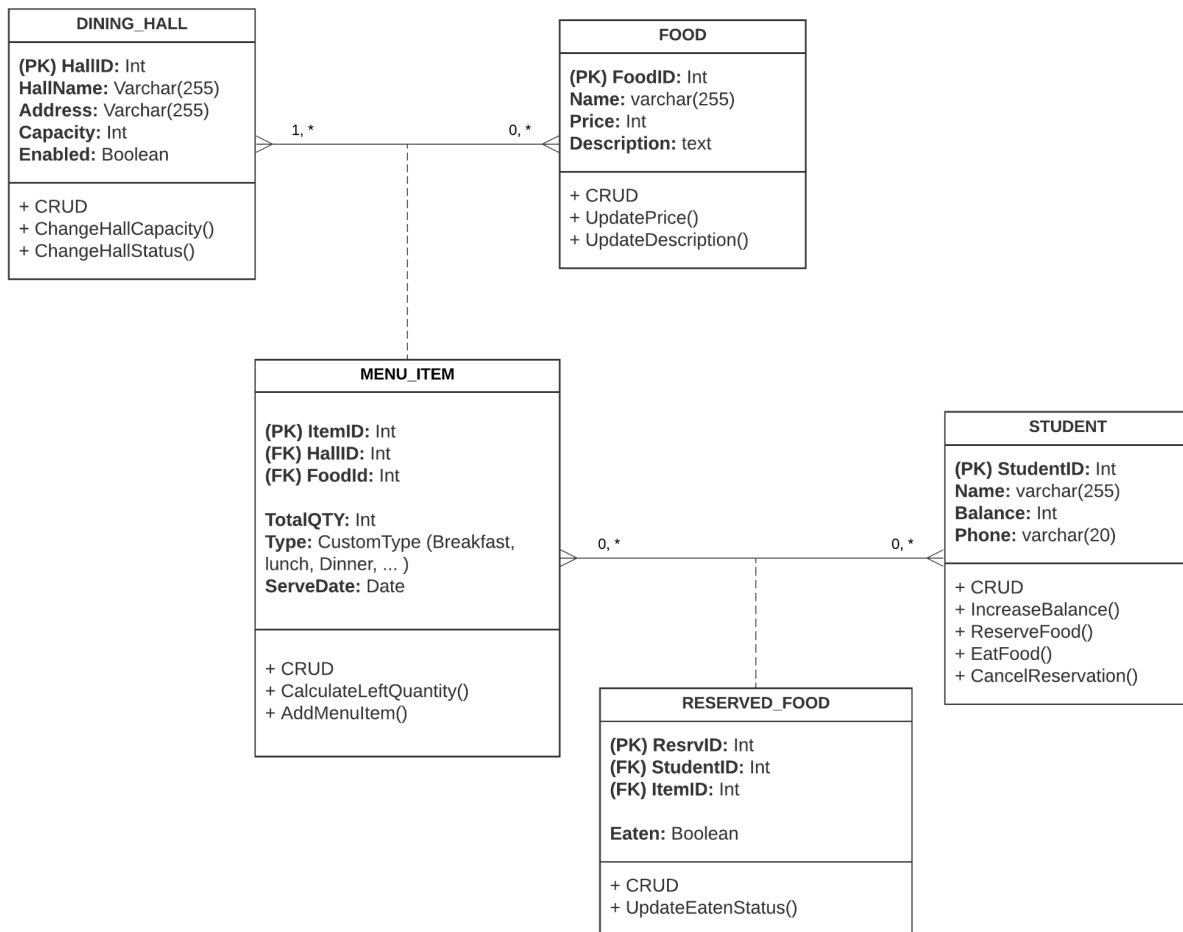 DINING_HALL
(PK) HallID: Int
HallName: Varchar(255)
Address: Varchar(255)
Capacity: Int
Enabled: Boolean
+ CRUD
+ ChangeHallCapacity()
+ ChangeHallStatus()
1, *
0, *
FOOD
(PK) FoodID: Int
Name: varchar(255)
Price: Int
Description: text
+ CRUD
+ UpdatePrice()
+ UpdateDescription()
MENU_ITEM
(PK) ItemID: Int
(FK) HallID: Int
(FK) FoodId: Int
TotalQTY: Int
Type: CustomType (Breakfast,
lunch, Dinner, ... )
ServeDate: Date
+ CRUD
+ CalculateLeftQuantity()
+ AddMenuItem()
0, *
0, *
STUDENT
(PK) StudentID: Int
Name: varchar(255)
Balance: Int
Phone: varchar(20)
+ CRUD
+ IncreaseBalance()
+ ReserveFood()
+ EatFood()
+ CancelReservation()
RESERVED_FOOD
(PK) ResrvID: Int
(FK) StudentID: Int
(FK) ItemID: Int
Eaten: Boolean
+ CRUD
+ UpdateEatenStatus()